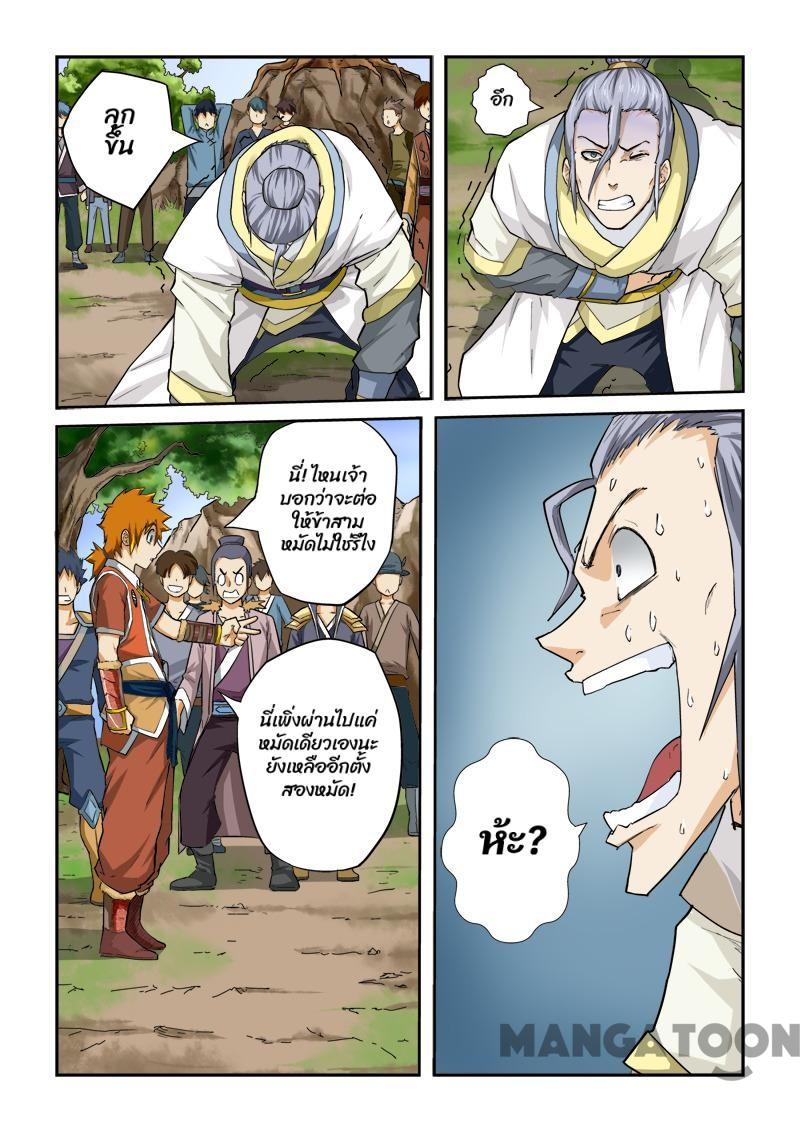 ลุก
ขึ้น
อึก
นี่! ไหนเจ้า
บอกว่าจะต่อ
ให้ข้าสาม
หมัดไม่ใช่รึไง
นี่เพิ่งผ่านไปแค่
หมัดเดียวเองนะ
ยังเหลืออีกตั้ง
สองหมัด!
ห้ะ?
MANGATOON